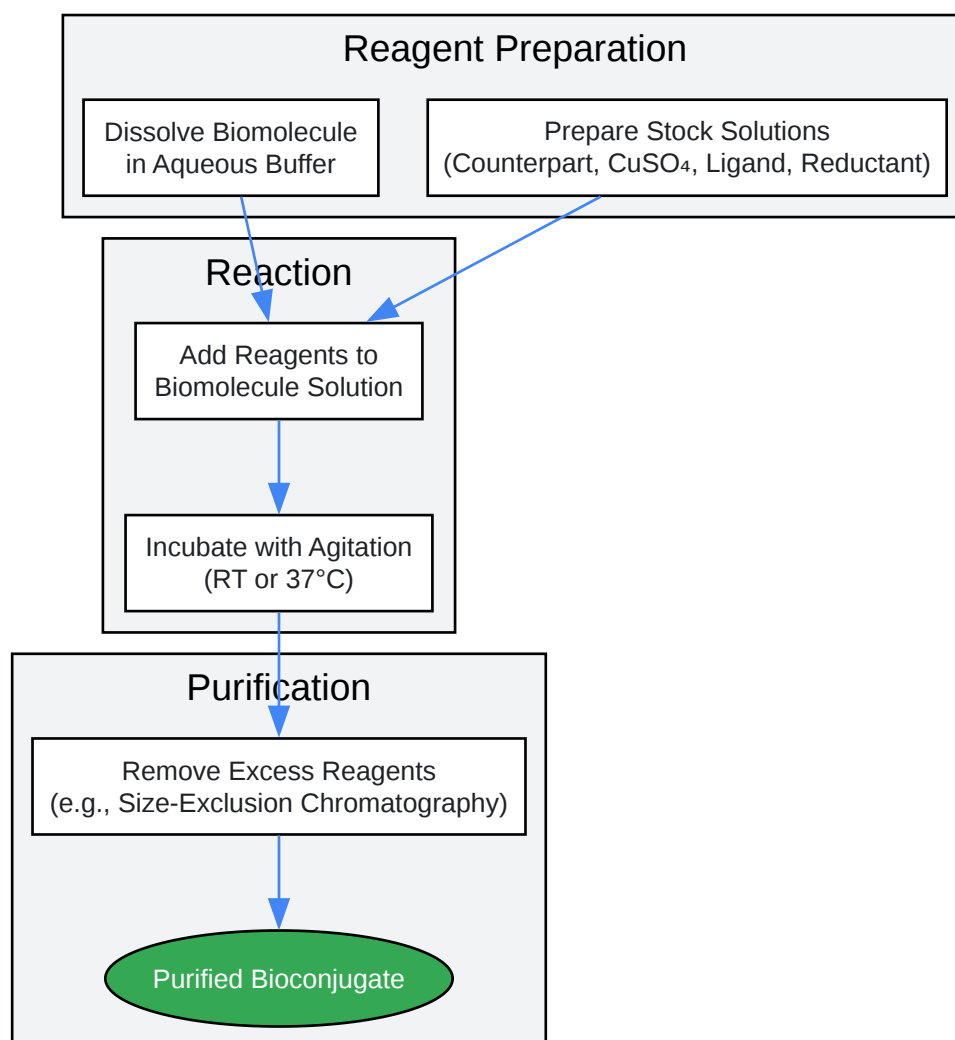 Reagent Preparation
Dissolve Biomolecule
in Aqueous Buffer
Prepare Stock Solutions
(Counterpart, CuSO₄, Ligand, Reductant)
Reaction
Add Reagents to
Biomolecule Solution
Incubate with Agitation
(RT or 37°C)
Purification
Remove Excess Reagents
(e.g., Size-Exclusion Chromatography)
Purified Bioconjugate